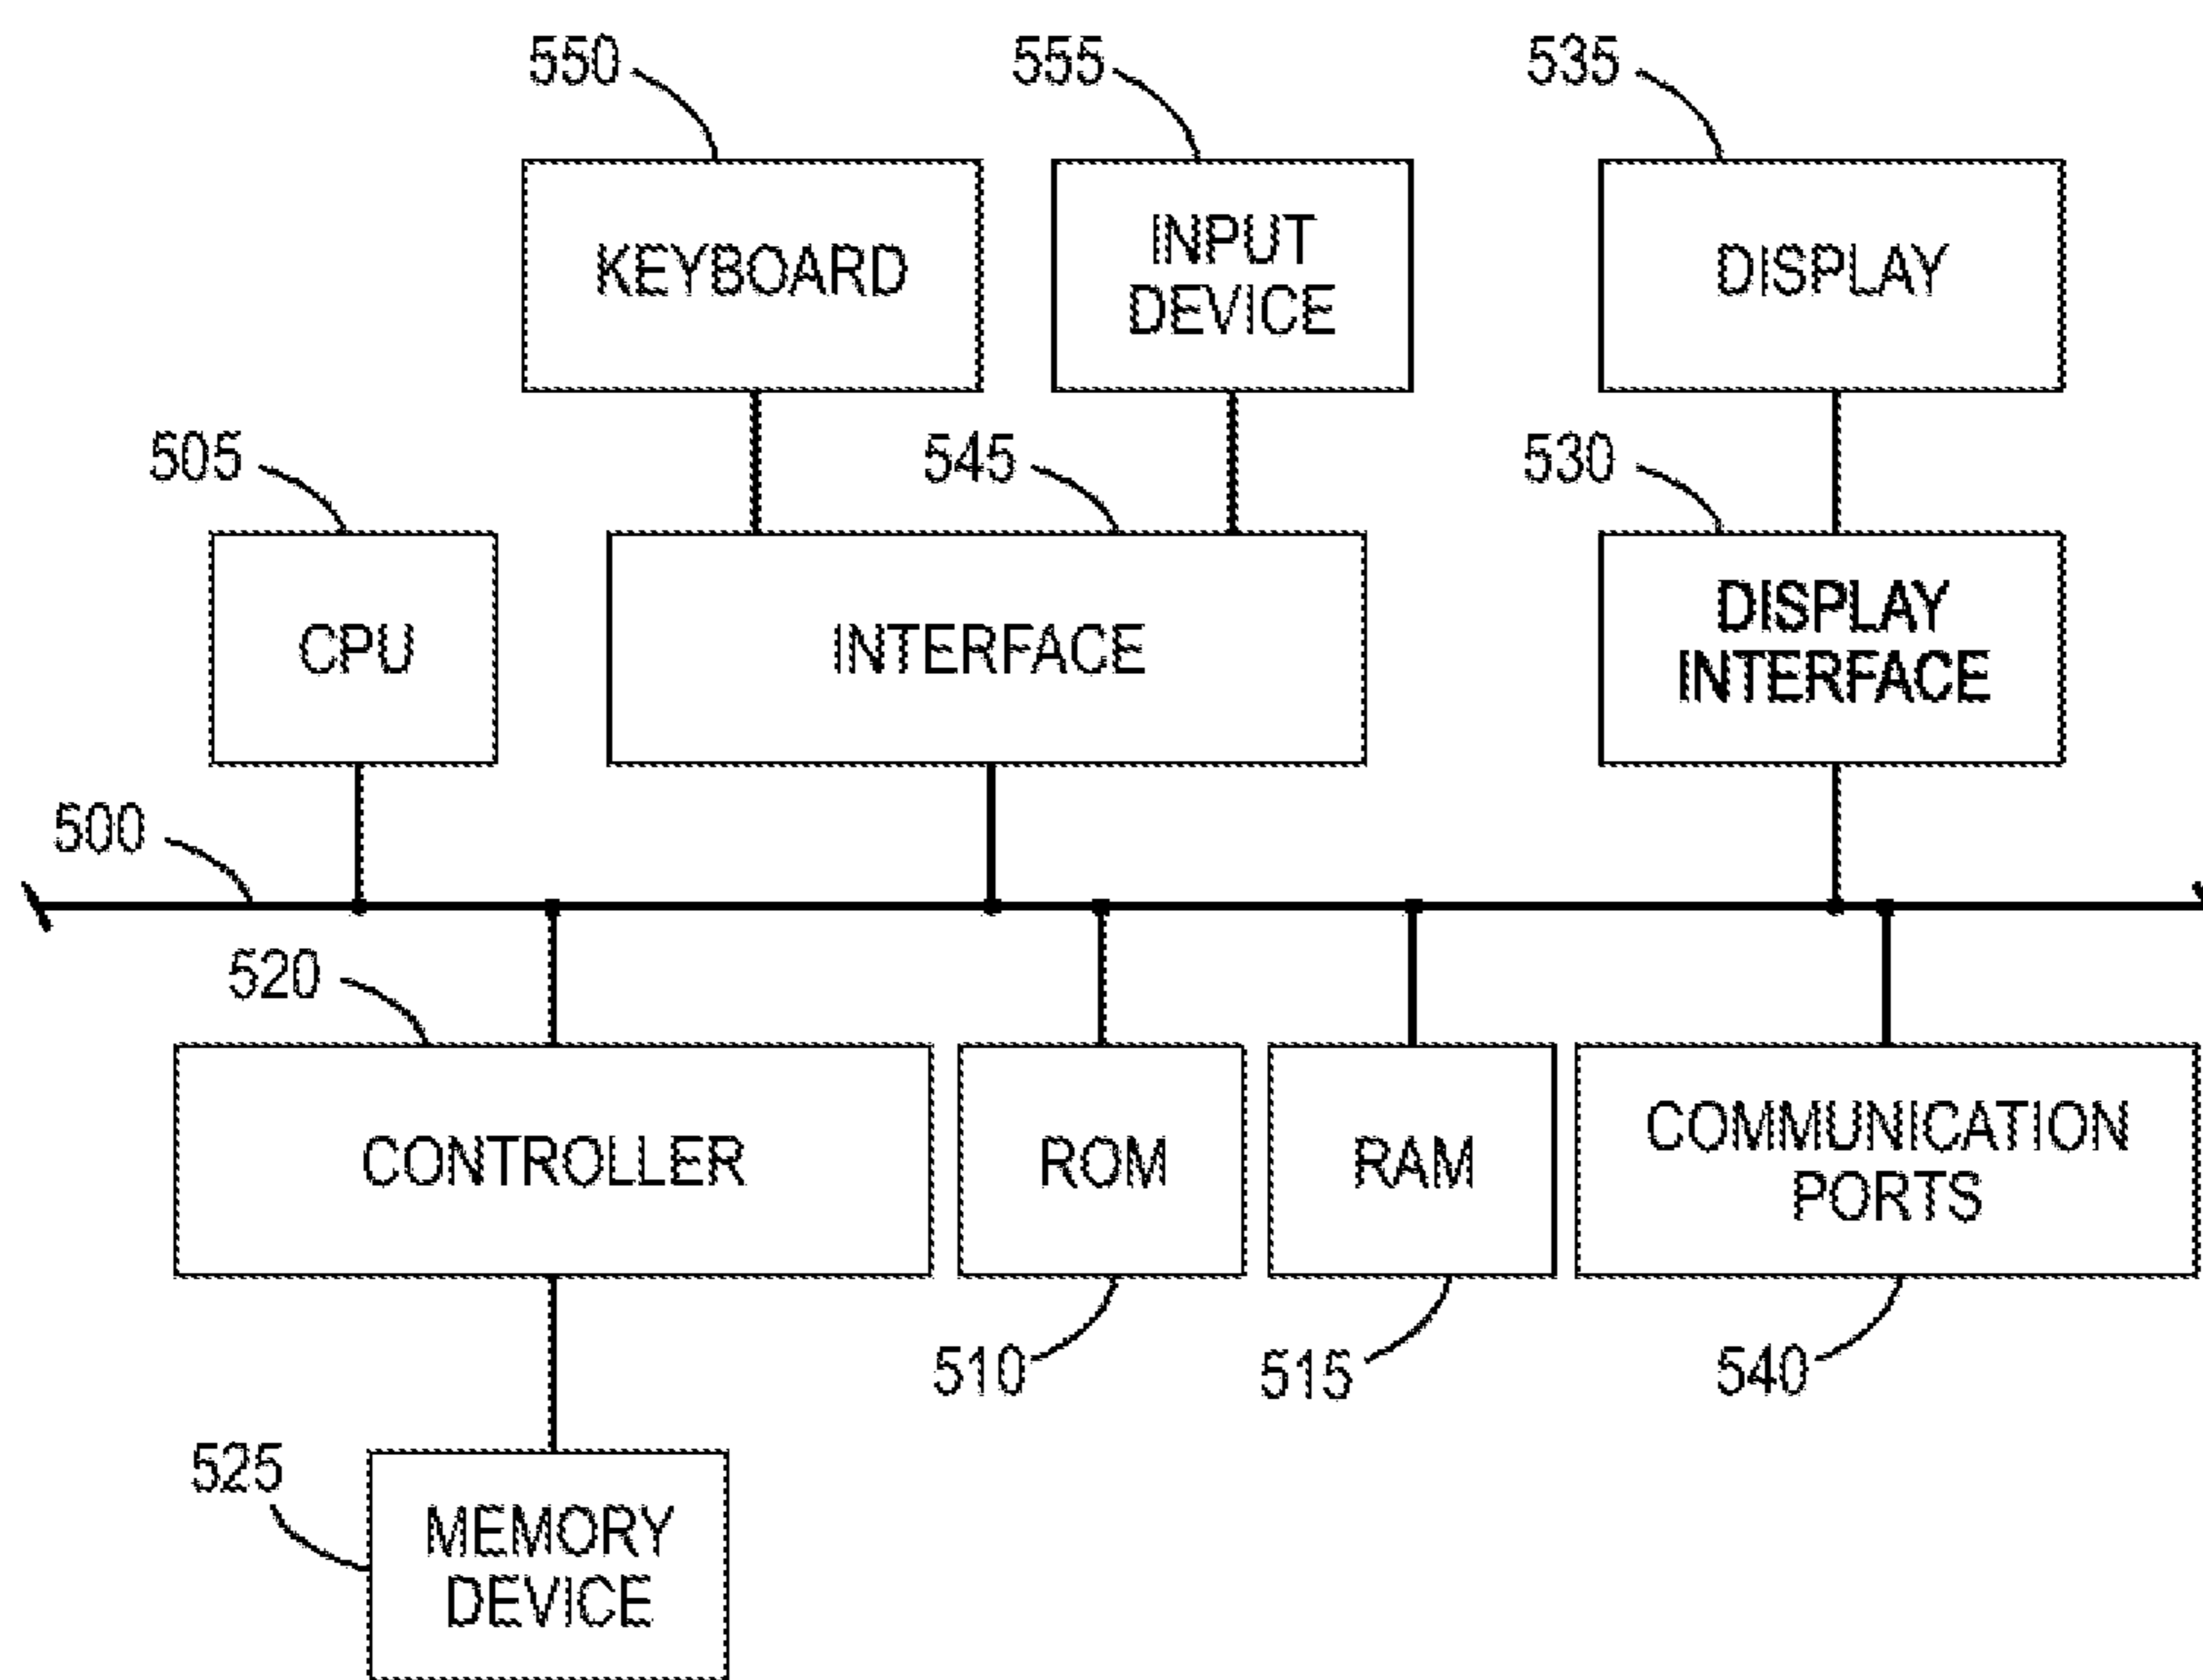 550
555
535
KEYBOARD
INPUT
DEVICE
DISPLAY
505
545
530
CPU
INTERFACE
DISPLAY
INTERFACE
500
520
CONTROLLER
ROM
RAM
COMMUNICATION
PORTS
510
515
540
525
MEMORY
DEVICE